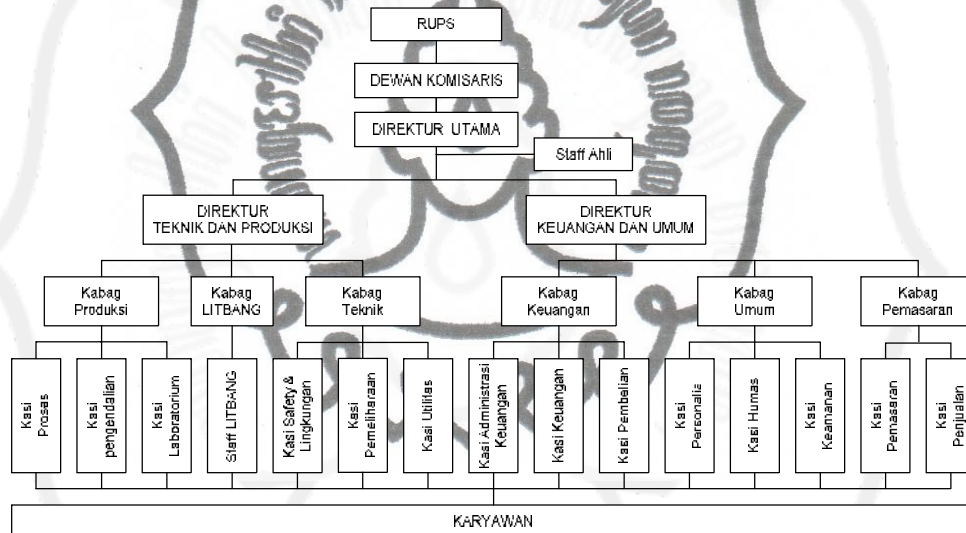 RUPS
DEWAN KOMISARIS
DIREKTUR UTAMA
Staff Ahli
DIREKTUR
TEKNIK DAN PRODUKSI
DIREKTUR
KEUANGAN DAN UMUM
Kabag
Produksi
Kabag
LITBANG
Kabag
Teknik
Kabag
Keuangan
Kabag
Umum
Kabag
Pemasaran
Kasi
Prosas
Kasi
pengendalian
Kasi
Laboratorium
Staff LITBANG
Kasi Safety &
Lingkungan
Kasi
Pemeliharaan
Kasi Utilitas
Kasi Administrasi
Keuangan
Kasi Keuangan
Kasi Pembalian
Kasi
Personalia
Kasi Humas
Kasi
Keamanan
Kasi
Pemasaran
Kasi
Penjualan
KARYAWAN